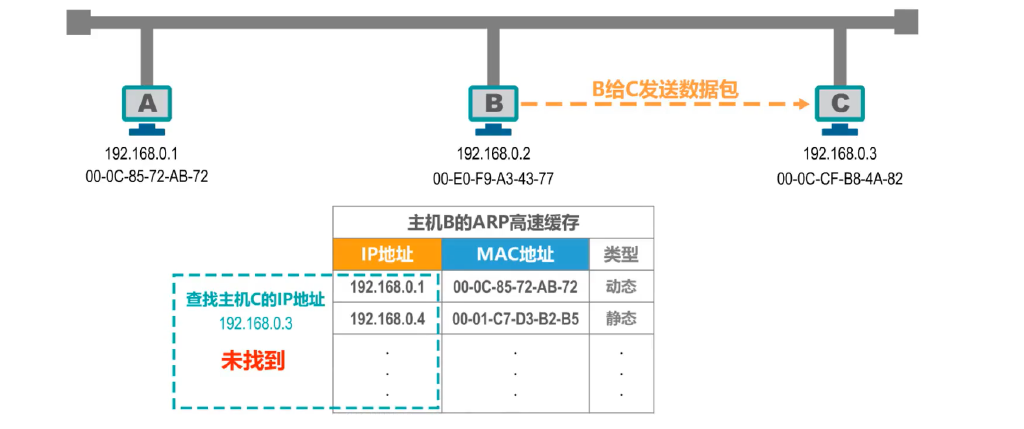 A
B
C
B给C发送数据包
192.168.0.1
00-0C-85-72-AB-72
192.168.0.2
00-E0-F9-A3-43-77
192.168.0.3
00-0C-CF-B8-4A-82
主机B的ARP高速缓存
IP地址 MAC地址 类型
192.168.0.1 00-0C-85-72-AB-72 动态
192.168.0.4 00-01-C7-D3-B2-B5 静态
查找主机C的IP地址
192.168.0.3
未找到